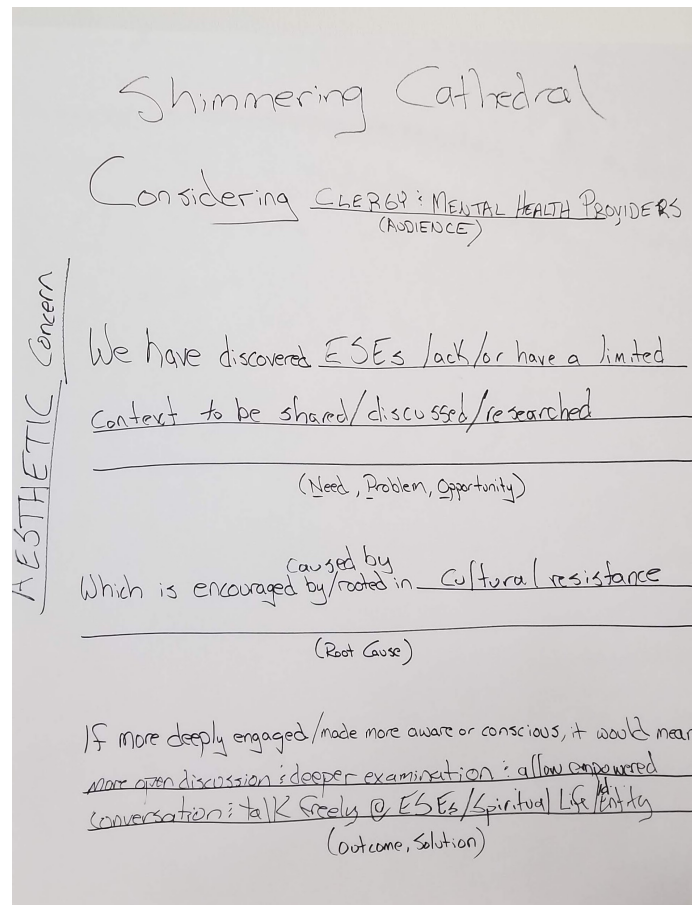 Shimmering Cathedral
Considering CLERGY & MENTAL HEALTH PROVIDERS
(AUDIENCE)
AESTHETIC Concern
We have discovered ESEs lack/or have a limited
context to be shared/discussed/researched
(Need, Problem, Opportunity)
caused by
Which is encouraged by/rooted in cultural resistance
(Root Cause)
If more deeply engaged/made more aware or conscious, it would mean
more open discussion & deeper examination & allow empowered
conversation & talk freely @ ESEs/Spiritual Life/Identity
(Outcome, Solution)